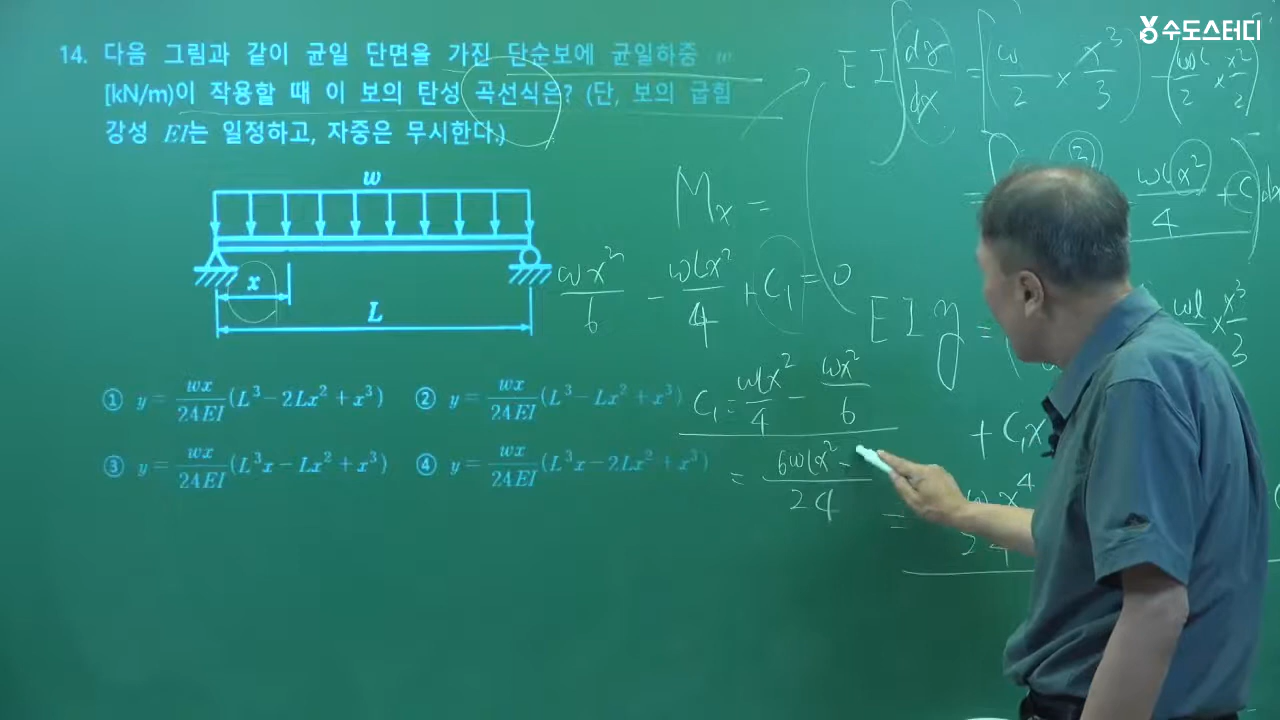 수도스터디
14. 다음 그림과 같이 균일 단면을 가진 단순보에 균일하중 w
[kN/m]이 작용할 때 이 보의 탄성 곡선식은? (단, 보의 굽힘
강성 EI는 일정하고, 자중은 무시한다.)
w
x
L
① y = wx/24EI (L³ − 2Lx² + x³)
② y = wx/24EI (L³ − Lx² + x³)
③ y = wx/24EI (L³x − Lx² + x³)
④ y = wx/24EI (L³x − 2Lx² + x³)
EI∫ dy/dx = ∫(w/2 × x³/3) − (wl/2 × x²/2)
wlx²/4 + C₁)dx
Mx =
wx³/6 − wlx²/4 + C₁ = 0
EIy =
wl × x³/3
C₁ = wlx²/4 − wx²/6
+ C₁x
= 6wlx² −/24
=
x⁴
24